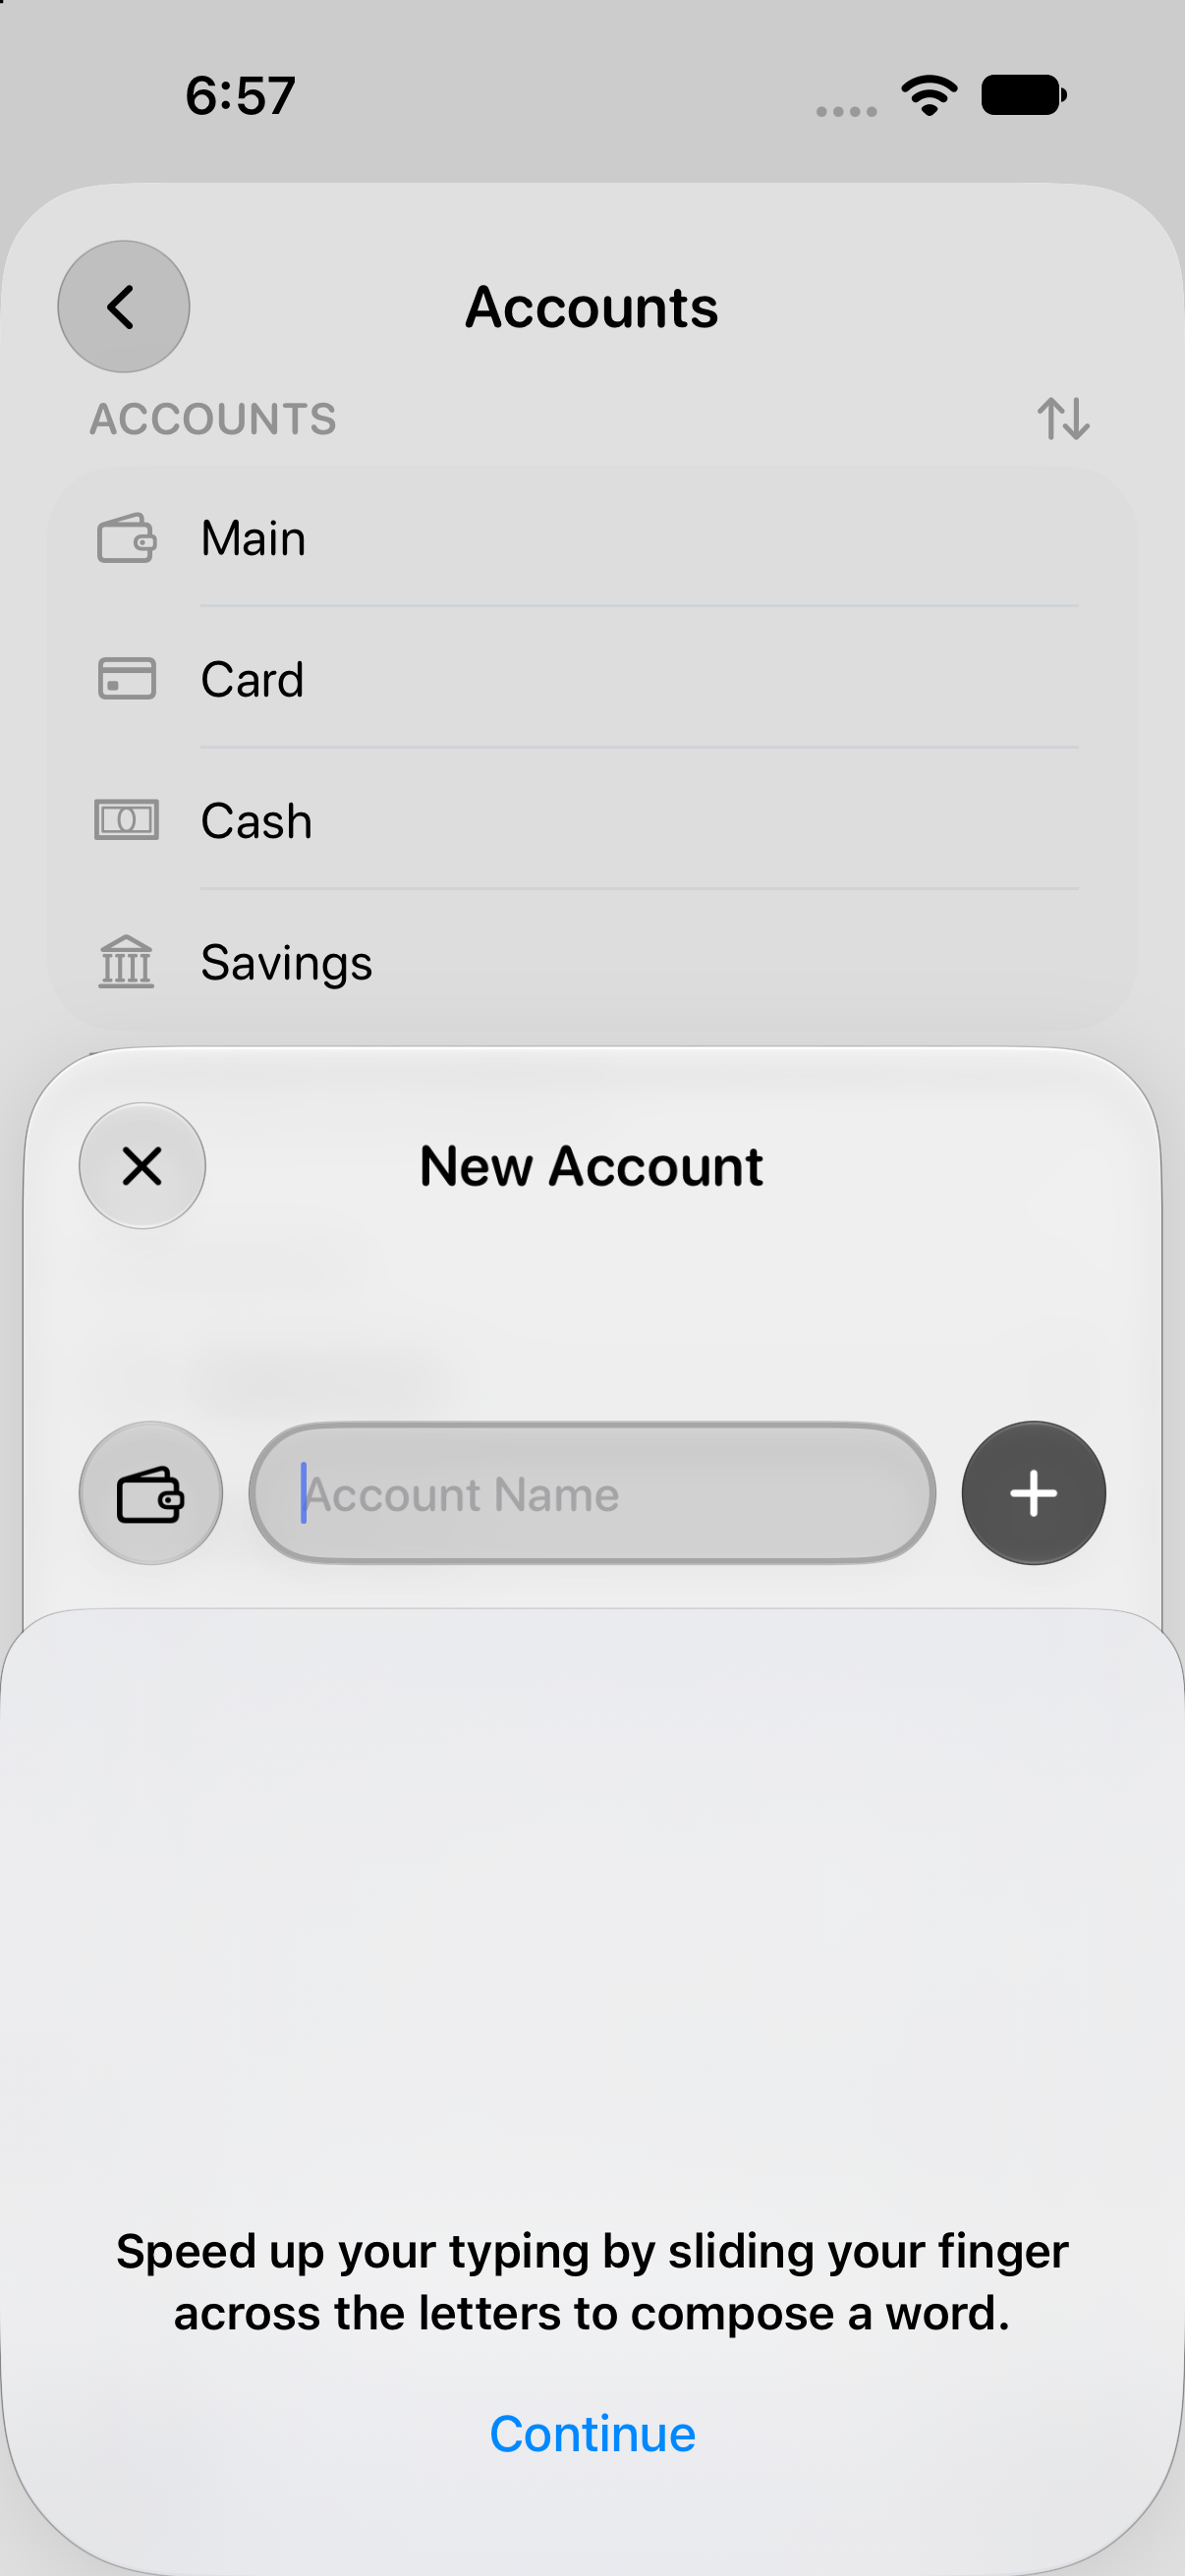 6:57
Accounts
ACCOUNTS
Main
Card
Cash
Savings
New Account
Account Name
Speed up your typing by sliding your finger
across the letters to compose a word.
Continue